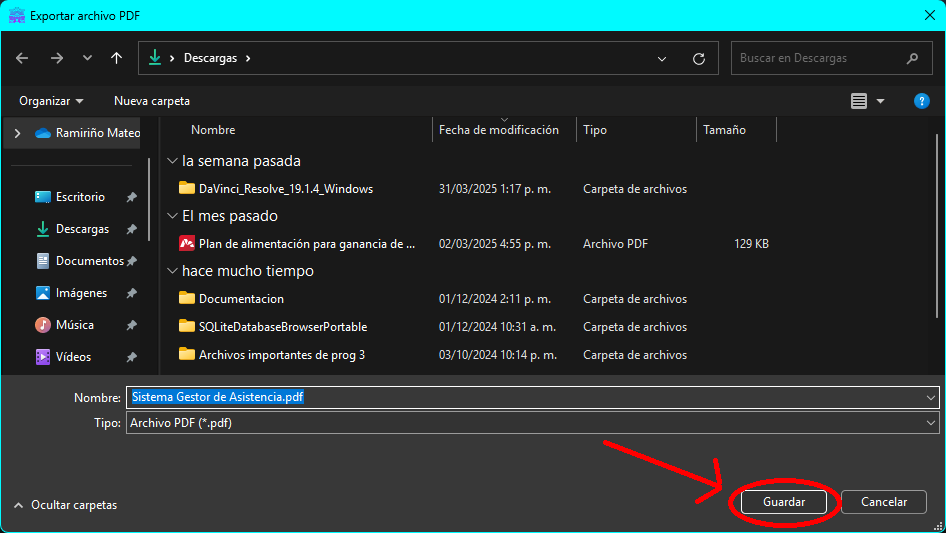 Exportar archivo PDF
Descargas
Buscar en Descargas
Organizar Nueva carpeta
Ramiriño Mateo
Escritorio
Descargas
Documentos
Imágenes
Música
Vídeos
Nombre Fecha de modificación Tipo Tamaño
la semana pasada
DaVinci_Resolve_19.1.4_Windows 31/03/2025 1:17 p. m. Carpeta de archivos
El mes pasado
Plan de alimentación para ganancia de ... 02/03/2025 4:55 p. m. Archivo PDF 129 KB
hace mucho tiempo
Documentacion 01/12/2024 2:11 p. m. Carpeta de archivos
SQLiteDatabaseBrowserPortable 01/12/2024 10:31 a. m. Carpeta de archivos
Archivos importantes de prog 3 03/10/2024 10:14 p. m. Carpeta de archivos
Nombre: Sistema Gestor de Asistencia.pdf
Tipo: Archivo PDF (*.pdf)
Ocultar carpetas Guardar Cancelar